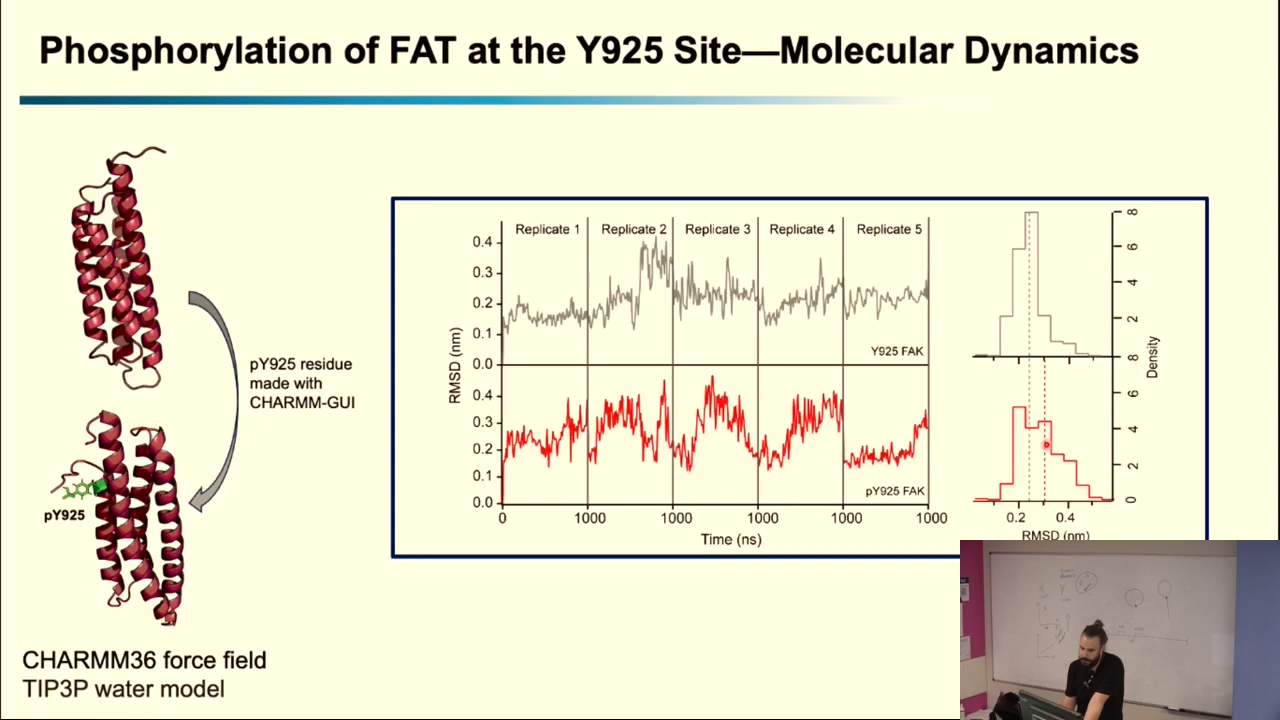 Phosphorylation of FAT at the Y925 Site—Molecular Dynamics
pY925 residue
made with
CHARMM-GUI
pY925
CHARMM36 force field
TIP3P water model
Replicate 1
Replicate 2
Replicate 3
Replicate 4
Replicate 5
0.4
0.3
0.2
0.1
0.0
Y925 FAK
RMSD (nm)
0.4
0.3
0.2
0.1
0.0
pY925 FAK
0
1000
1000
1000
1000
1000
Time (ns)
8
6
4
2
8
6
4
2
0
Density
0.2
0.4
RMSD (nm)